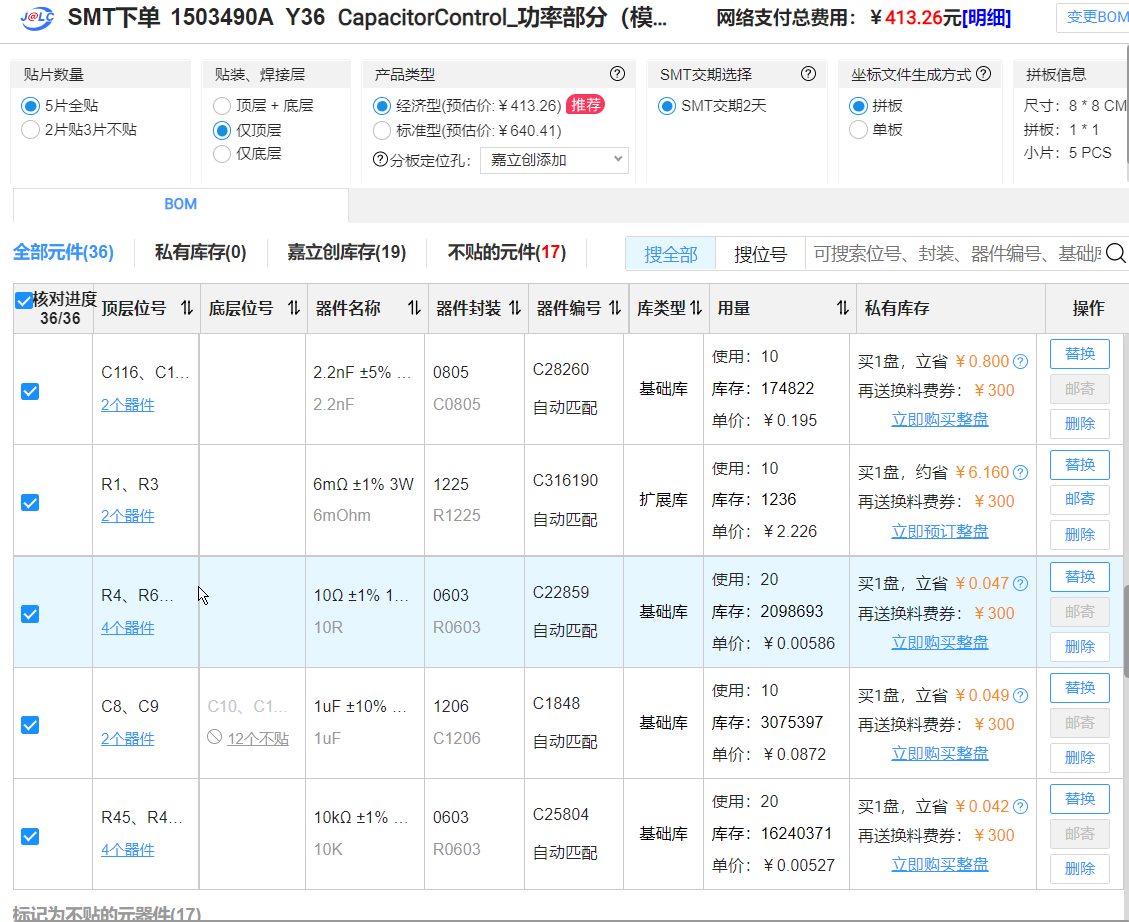 J@LC SMT下单 1503490A Y36 CapacitorControl_功率部分（模... 网络支付总费用：￥413.26元[明细] 变更BOM
贴片数量
5片全贴
2片贴3片不贴
贴装、焊接层
顶层 + 底层
仅顶层
仅底层
产品类型
经济型(预估价:￥413.26) 推荐
标准型(预估价:￥640.41)
分板定位孔： 嘉立创添加
SMT交期选择
SMT交期2天
坐标文件生成方式
拼板
单板
拼板信息
尺寸：8 * 8 CM
拼板：1 * 1
小片：5 PCS
BOM
全部元件(36) 私有库存(0) 嘉立创库存(19) 不贴的元件(17) 搜全部 搜位号 可搜索位号、封装、器件编号、基础库
核对进度 36/36 顶层位号 底层位号 器件名称 器件封装 器件编号 库类型 用量 私有库存 操作
C116、C1...
2个器件
2.2nF ±5% ...
2.2nF
0805
C0805
C28260
自动匹配
基础库
使用：10
库存：174822
单价：￥0.195
买1盘，立省 ￥0.800
再送换料费券：￥300
立即购买整盘
替换
邮寄
删除
R1、R3
2个器件
6mΩ ±1% 3W
6mOhm
1225
R1225
C316190
自动匹配
扩展库
使用：10
库存：1236
单价：￥2.226
买1盘，约省 ￥6.160
再送换料费券：￥300
立即预订整盘
替换
邮寄
删除
R4、R6...
4个器件
10Ω ±1% 1...
10R
0603
R0603
C22859
自动匹配
基础库
使用：20
库存：2098693
单价：￥0.00586
买1盘，立省 ￥0.047
再送换料费券：￥300
立即购买整盘
替换
邮寄
删除
C8、C9
2个器件
C10、C1...
12个不贴
1uF ±10% ...
1uF
1206
C1206
C1848
自动匹配
基础库
使用：10
库存：3075397
单价：￥0.0872
买1盘，立省 ￥0.049
再送换料费券：￥300
立即购买整盘
替换
邮寄
删除
R45、R4...
4个器件
10kΩ ±1% ...
10K
0603
R0603
C25804
自动匹配
基础库
使用：20
库存：16240371
单价：￥0.00527
买1盘，立省 ￥0.042
再送换料费券：￥300
立即购买整盘
替换
邮寄
删除
标记为不贴的元器件(17)